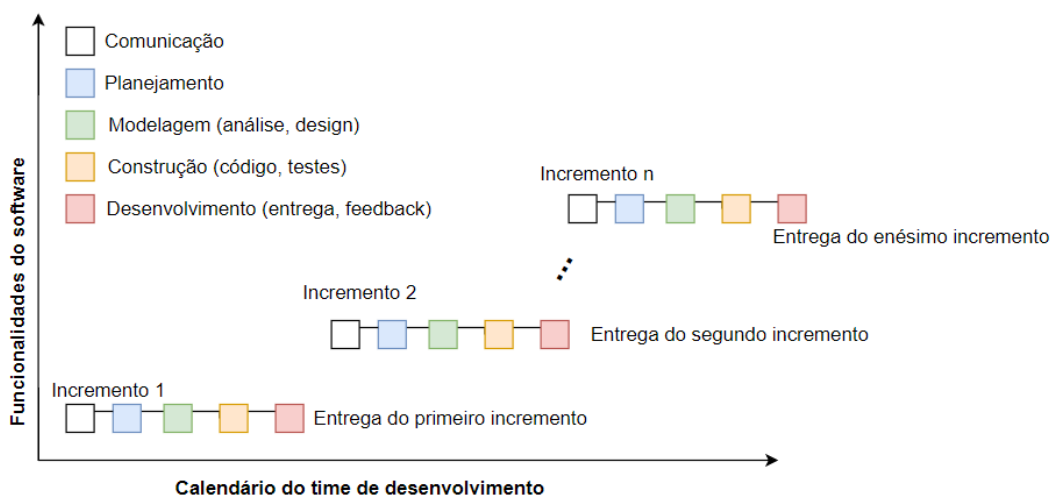 Comunicação
Planejamento
Modelagem (análise, design)
Construção (código, testes)
Desenvolvimento (entrega, feedback)
Funcionalidades do software
Incremento n
Entrega do enésimo incremento
Incremento 2
Entrega do segundo incremento
Incremento 1
Entrega do primeiro incremento
Calendário do time de desenvolvimento